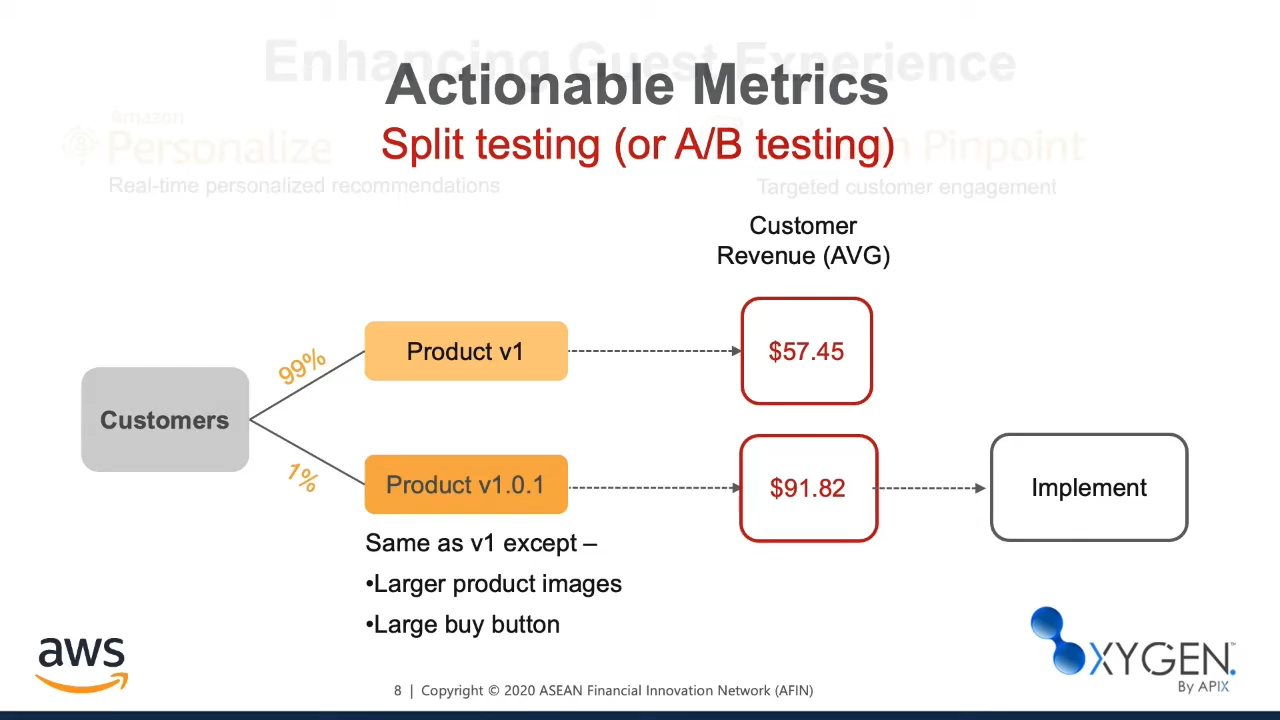 Enhancing Guest Experience
Actionable Metrics
Amazon
Personalize
Pinpoint
Split testing (or A/B testing)
Real-time personalized recommendations
Targeted customer engagement
Customer
Revenue (AVG)
99%
Product v1
$57.45
Customers
1%
Product v1.0.1
$91.82
Implement
Same as v1 except –
•Larger product images
•Large buy button
aws
OXYGEN™
By APIX
8 | Copyright © 2020 ASEAN Financial Innovation Network (AFIN)